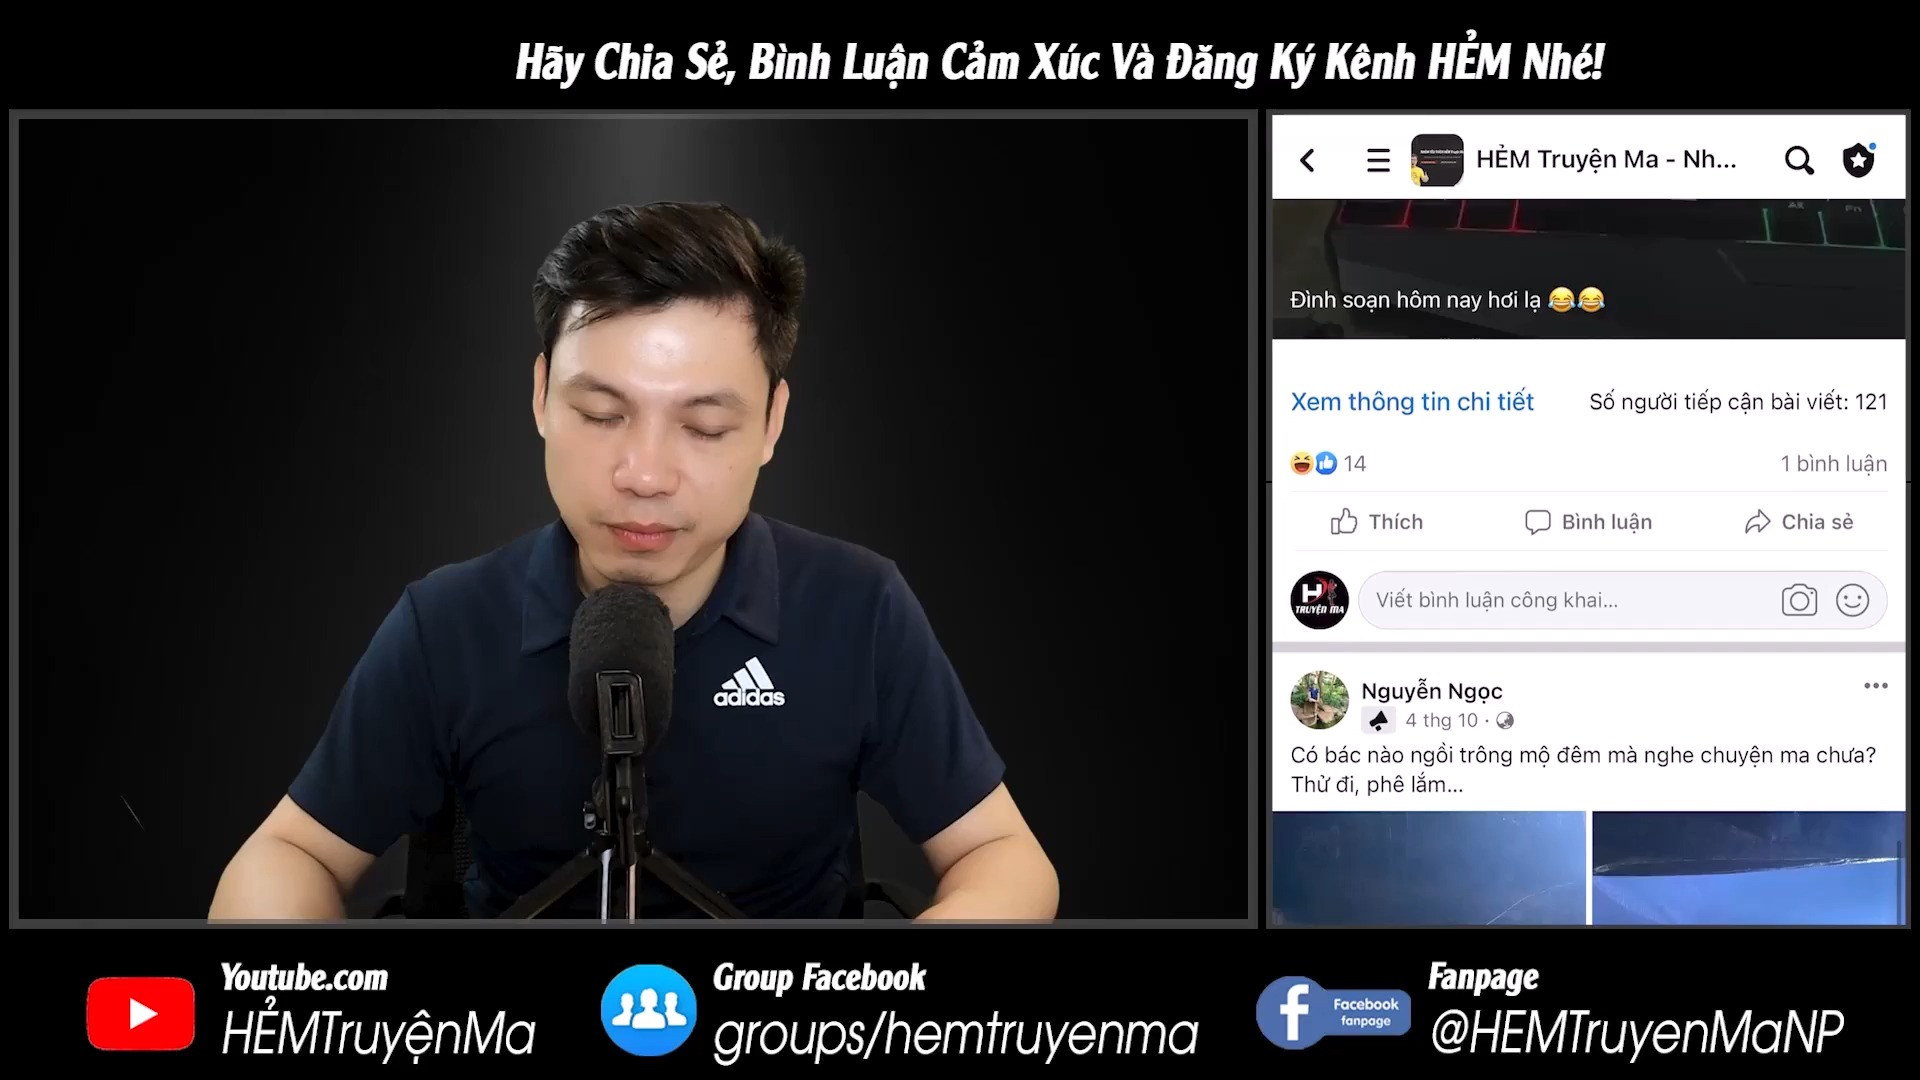 Hãy Chia Sẻ, Bình Luận Cảm Xúc Và Đăng Ký Kênh HẺM Nhé!
HẺM Truyện Ma - Nh...
Alt
Fn
Đình soạn hôm nay hơi lạ 😂😂
Xem thông tin chi tiết
Số người tiếp cận bài viết: 121
14
1 bình luận
Thích
Bình luận
Chia sẻ
H
TRUYỆN MA
Viết bình luận công khai...
Nguyễn Ngọc
4 thg 10 ·
Có bác nào ngồi trông mộ đêm mà nghe chuyện ma chưa?
Thử đi, phê lắm...
adidas
Youtube.com
HẺMTruyệnMa
Group Facebook
groups/hemtruyenma
Facebook
fanpage
Fanpage
@HEMTruyenMaNP